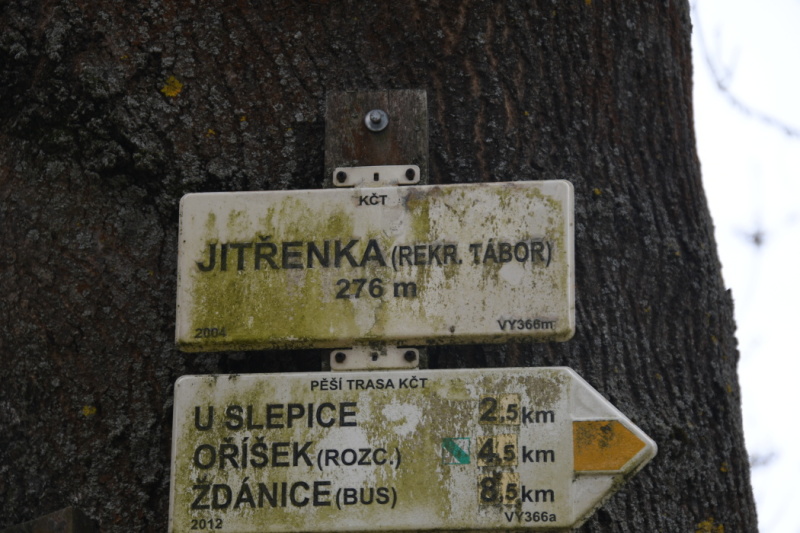 KČT
JITŘENKA (REKR. TÁBOR)
276 m
2004 VY366m
PĚŠÍ TRASA KČT
U SLEPICE 2.5 km
OŘÍŠEK (ROZC.) 4.5 km
ŽDÁNICE (BUS) 8.5 km
2012 VY366a